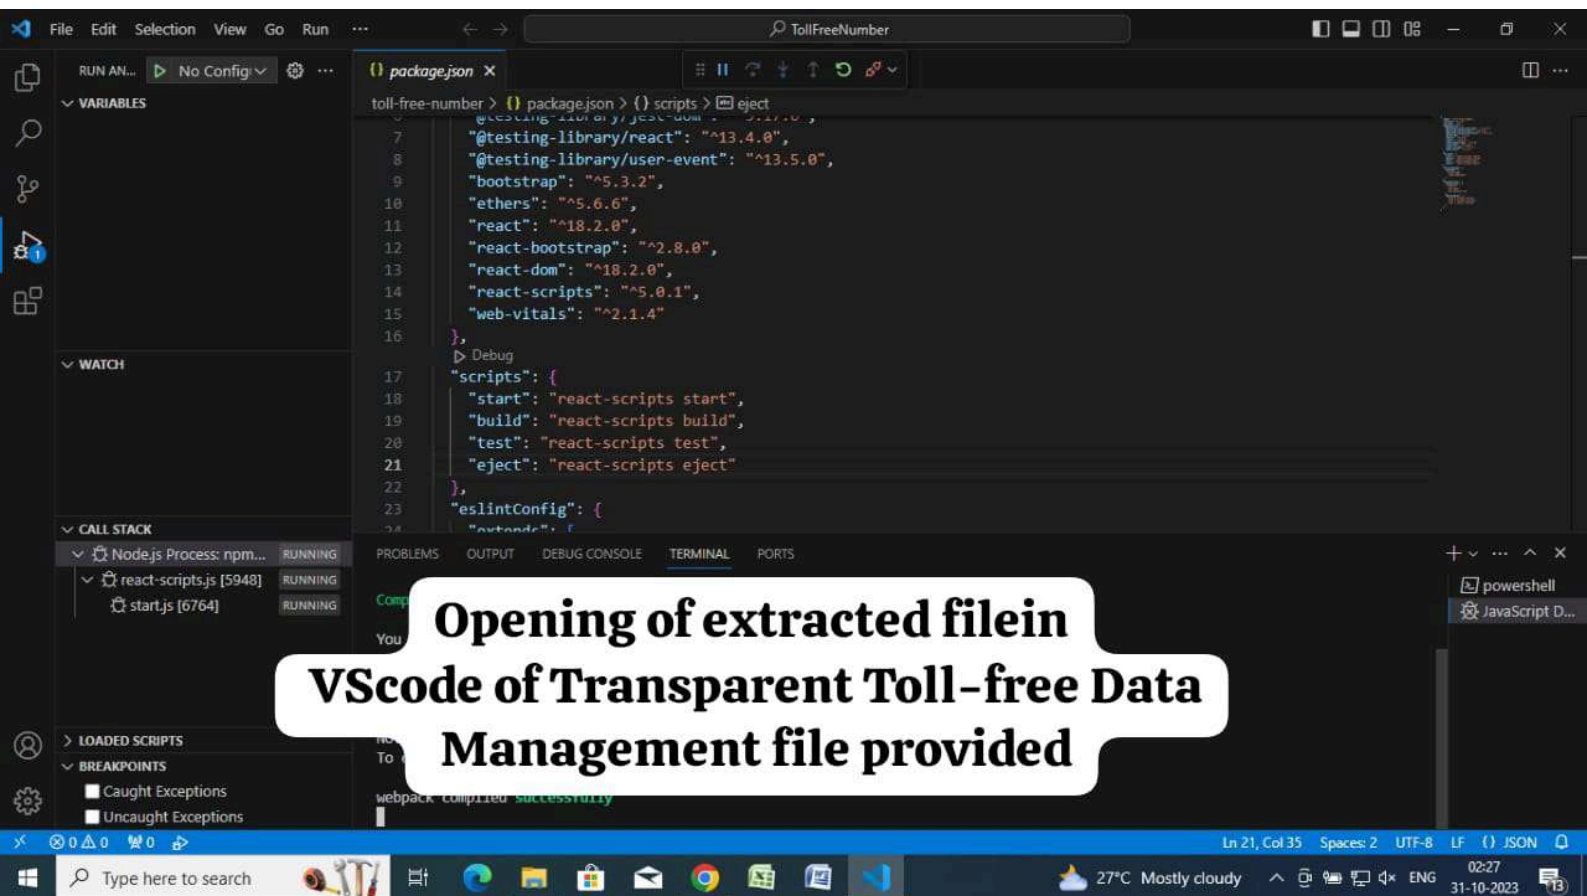 File Edit Selection View Go Run ··· TollFreeNumber
RUN AN... No Config ···
VARIABLES
WATCH
CALL STACK
Node.js Process: npm... RUNNING
react-scripts.js [5948] RUNNING
start.js [6764] RUNNING
LOADED SCRIPTS
BREAKPOINTS
Caught Exceptions
Uncaught Exceptions
{} package.json ×
toll-free-number > {} package.json > {} scripts > eject
7 "@testing-library/react": "^13.4.0",
8 "@testing-library/user-event": "^13.5.0",
9 "bootstrap": "^5.3.2",
10 "ethers": "^5.6.6",
11 "react": "^18.2.0",
12 "react-bootstrap": "^2.8.0",
13 "react-dom": "^18.2.0",
14 "react-scripts": "^5.0.1",
15 "web-vitals": "^2.1.4"
16 },
Debug
17 "scripts": {
18 "start": "react-scripts start",
19 "build": "react-scripts build",
20 "test": "react-scripts test",
21 "eject": "react-scripts eject"
22 },
23 "eslintConfig": {
24 "extends": [
PROBLEMS OUTPUT DEBUG CONSOLE TERMINAL PORTS
powershell
JavaScript D...
Comp
You
Opening of extracted filein
VScode of Transparent Toll-free Data
Management file provided
To
webpack compiled successfully
0 0 0 Ln 21, Col 35 Spaces: 2 UTF-8 LF {} JSON
Type here to search 27°C Mostly cloudy ENG 02:27
31-10-2023 13